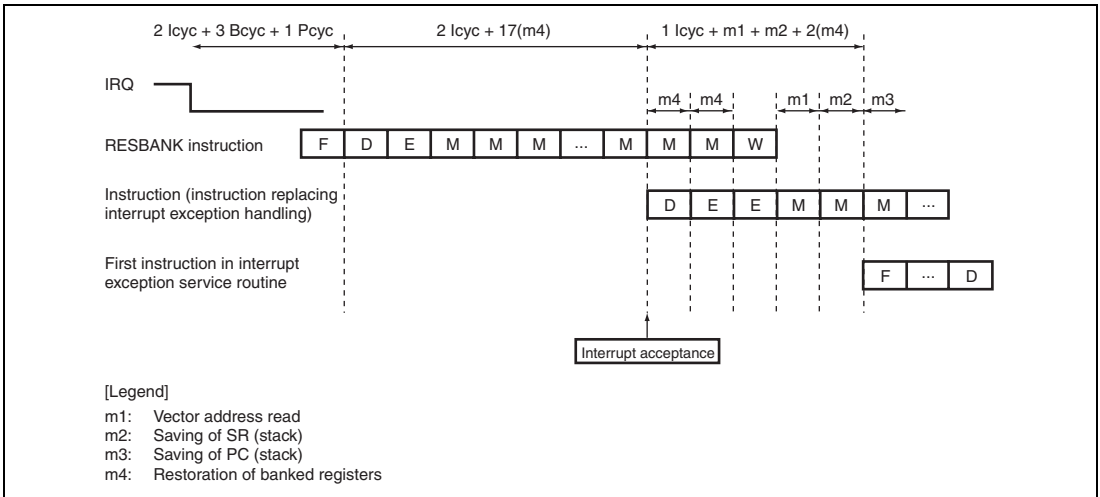 2 Icyc + 3 Bcyc + 1 Pcyc 2 Icyc + 17(m4) 1 Icyc + m1 + m2 + 2(m4)
IRQ
m4 m4 m1 m2 m3
RESBANK instruction F D E M M M ... M M M W
Instruction (instruction replacing
interrupt exception handling) D E E M M M ...
First instruction in interrupt
exception service routine F ... D
Interrupt acceptance
[Legend]
m1: Vector address read
m2: Saving of SR (stack)
m3: Saving of PC (stack)
m4: Restoration of banked registers